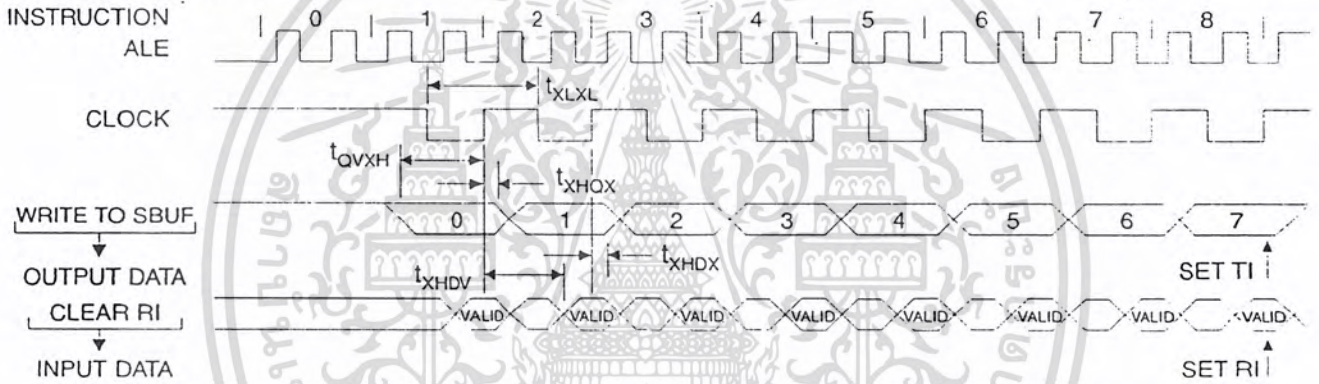 INSTRUCTION 0 1 2 3 4 5 6 7 8
ALE
tXLXL
CLOCK
tQVXH
tXHQX
WRITE TO SBUF 0 1 2 3 4 5 6 7
tXHDX
OUTPUT DATA
tXHDV
SET TI
CLEAR RI VALID VALID VALID VALID VALID VALID VALID VALID
INPUT DATA
SET RI